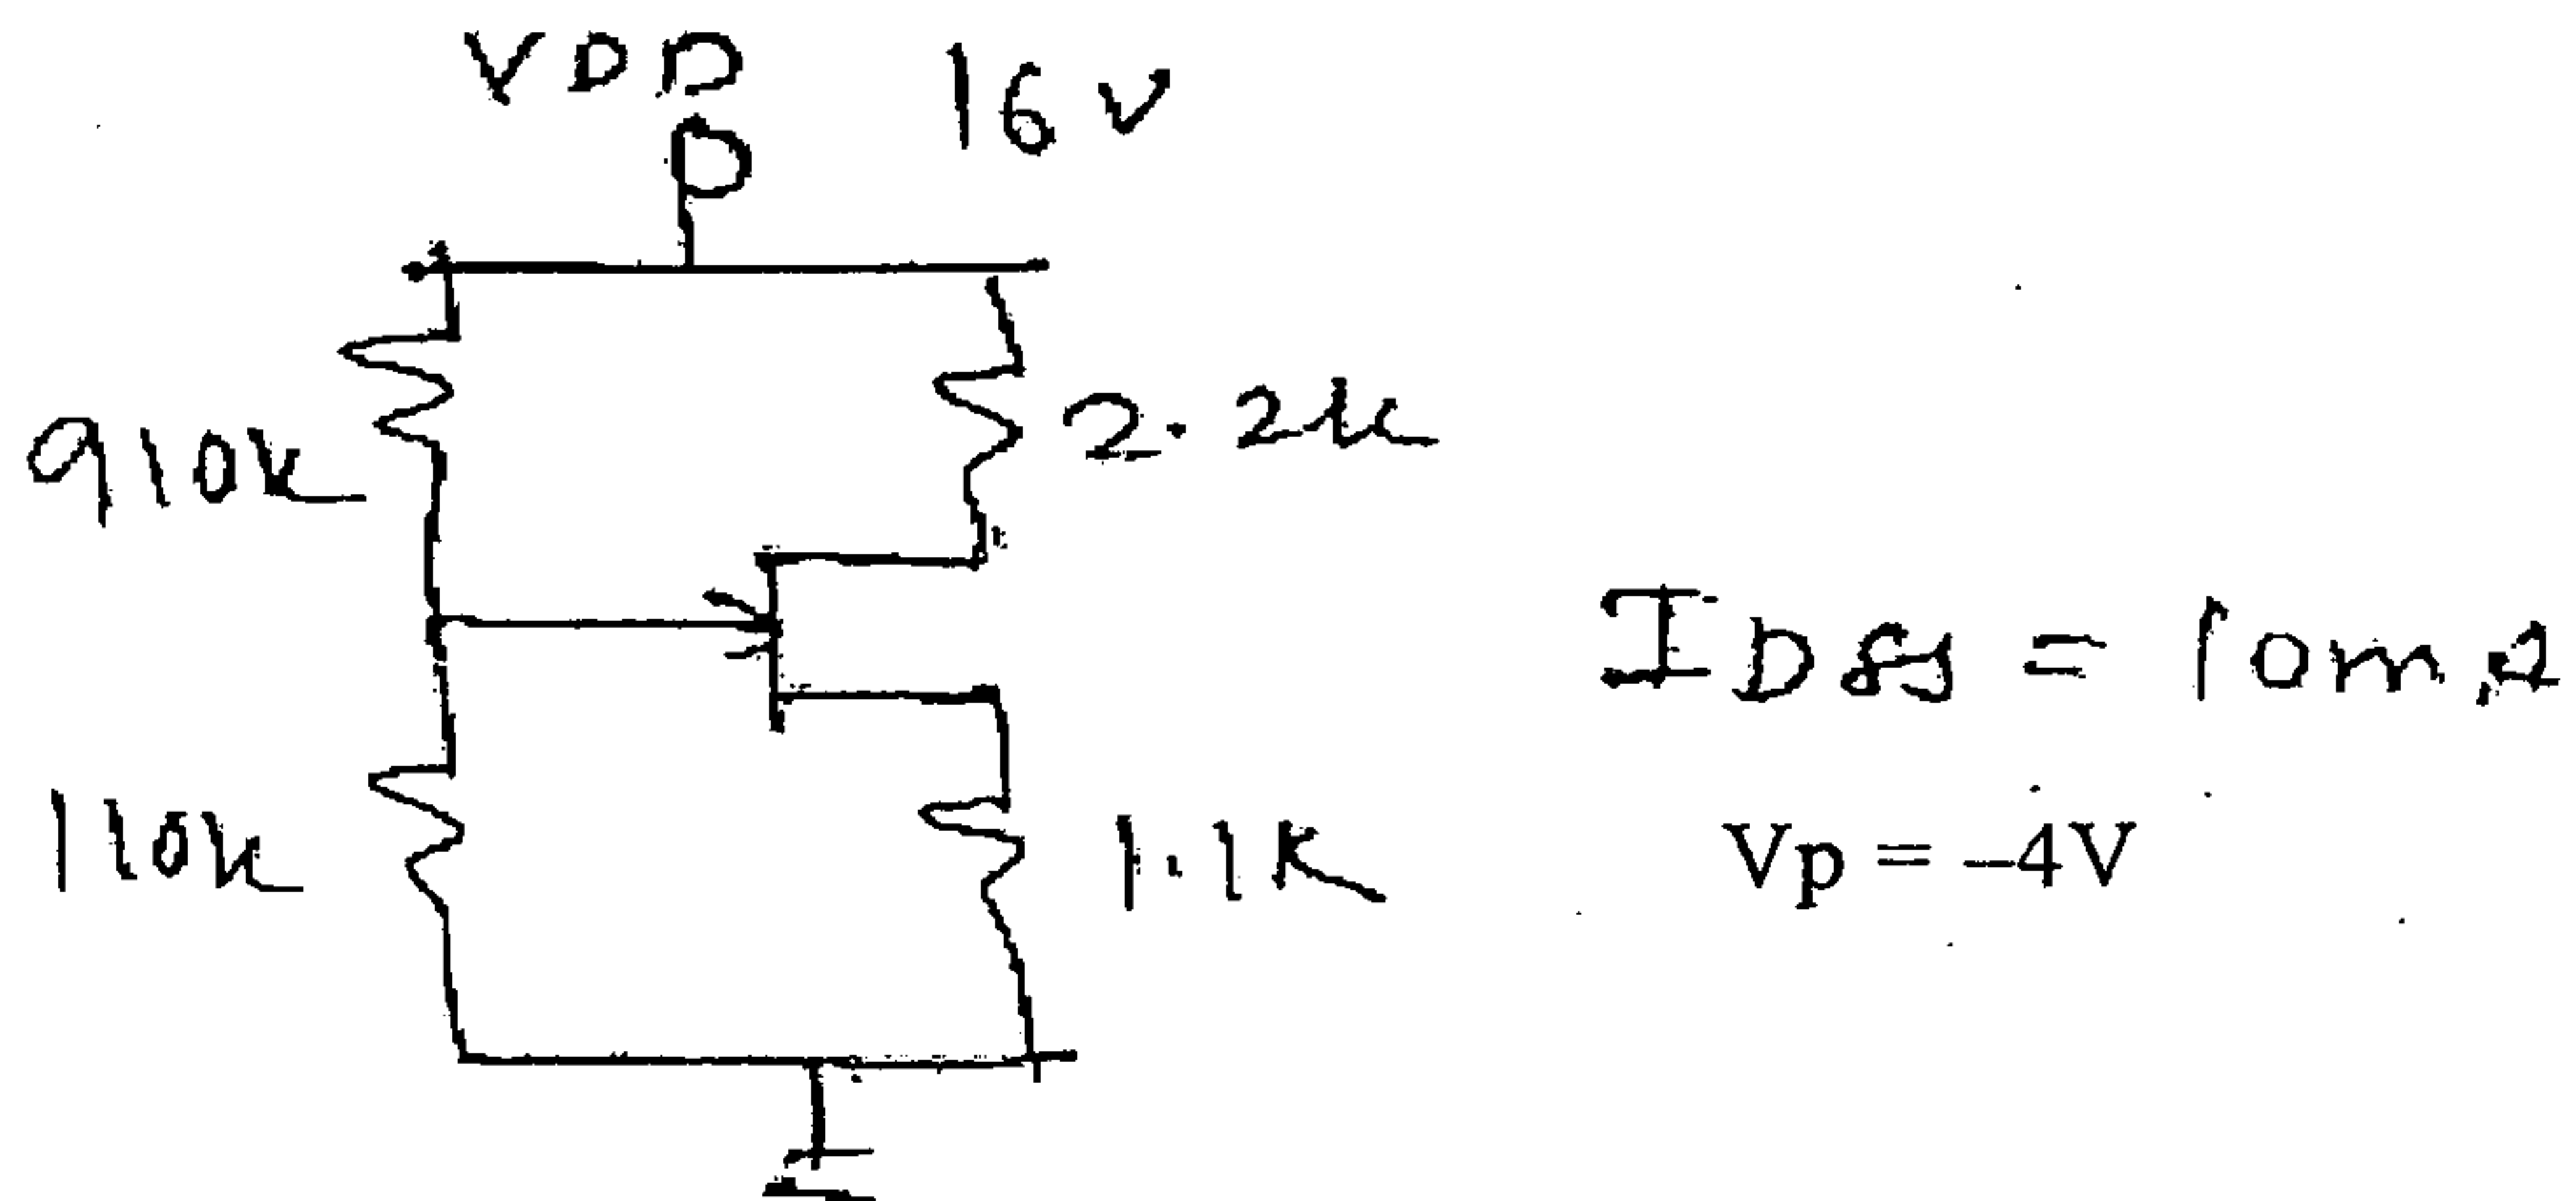 VDD 16V
910k
2.2k
IDSS = 10mA
110k
1.1K
Vp = –4V